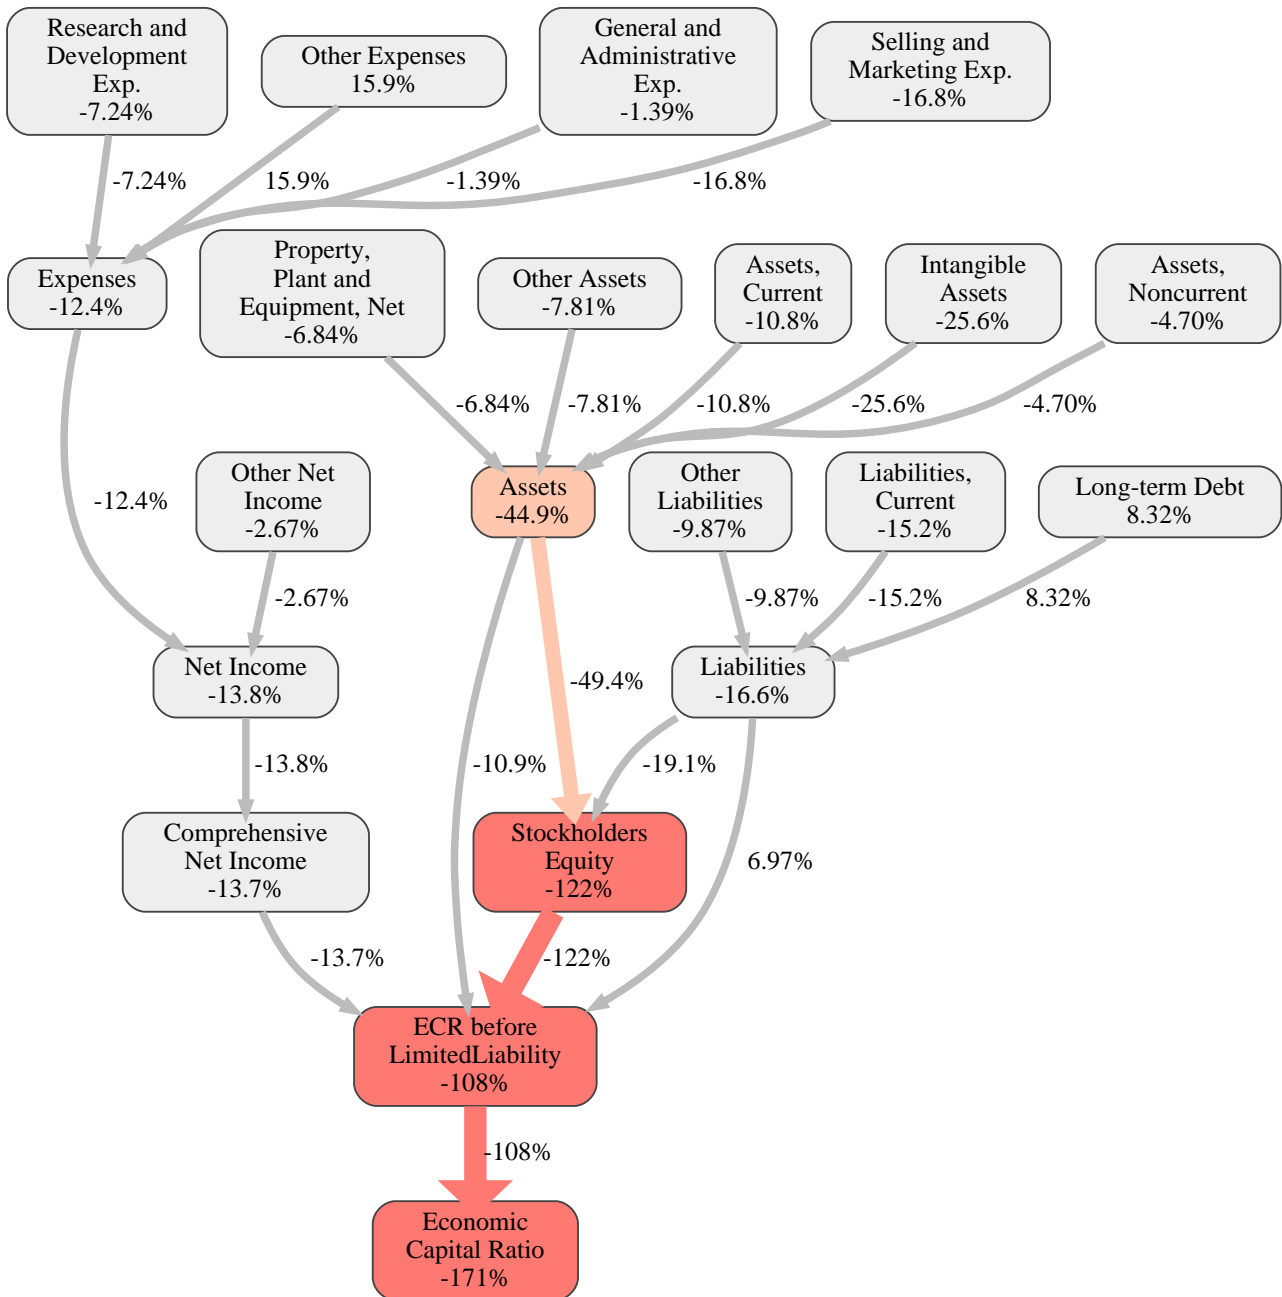 Research and
Development
Exp.
-7.24%
Other Expenses
15.9%
General and
Administrative
Exp.
-1.39%
Selling and
Marketing Exp.
-16.8%
-7.24%
15.9%
-1.39%
-16.8%
Expenses
-12.4%
Property,
Plant and
Equipment, Net
-6.84%
Other Assets
-7.81%
Assets,
Current
-10.8%
Intangible
Assets
-25.6%
Assets,
Noncurrent
-4.70%
-6.84%
-7.81%
-10.8%
-25.6%
-4.70%
-12.4%
Other Net
Income
-2.67%
Assets
-44.9%
Other
Liabilities
-9.87%
Liabilities,
Current
-15.2%
Long-term Debt
8.32%
-2.67%
-9.87%
-15.2%
8.32%
Net Income
-13.8%
-49.4%
Liabilities
-16.6%
-13.8%
-10.9%
-19.1%
Comprehensive
Net Income
-13.7%
Stockholders
Equity
-122%
6.97%
-13.7%
-122%
ECR before
LimitedLiability
-108%
-108%
Economic
Capital Ratio
-171%